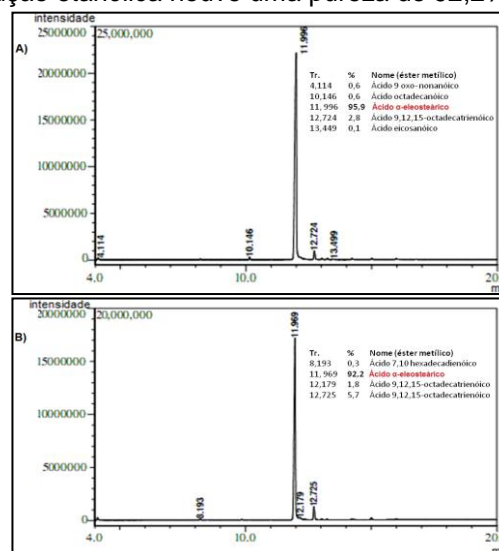 intensidade
A)
25,000,000
25000000
20000000
15000000
10000000
5000000
0
4,114
10,146
11,996
12,724
13,499
4.0
10.0
20
Tr. % Nome (éster metílico)
4,114 0,6 Ácido 9 oxo-nonanóico
10,146 0,6 Ácido octadecanóico
11,996 95,9 Ácido α-eleosteárico
12,724 2,8 Ácido 9,12,15-octadecatrienóico
13,449 0,1 Ácido eicosanóico
intensidade
B)
20,000,000
20000000
15000000
10000000
5000000
0
8,193
11,969
12,179
12,725
4.0
10.0
20
Tr. % Nome (éster metílico)
8,193 0,3 Ácido 7,10 hexadecadienóico
11,969 92,2 Ácido α-eleosteárico
12,179 1,8 Ácido 9,12,15-octadecatrienóico
12,725 5,7 Ácido 9,12,15-octadecatrienóico